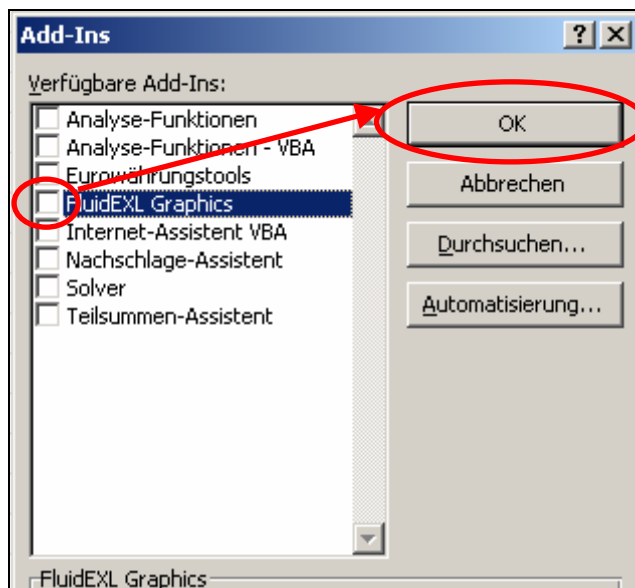 Add-Ins
Verfügbare Add-Ins:
Analyse-Funktionen
Analyse-Funktionen - VBA
Eurowährungstools
FluidEXL Graphics
Internet-Assistent VBA
Nachschlage-Assistent
Solver
Teilsummen-Assistent
OK
Abbrechen
Durchsuchen...
Automatisierung...
FluidEXL Graphics